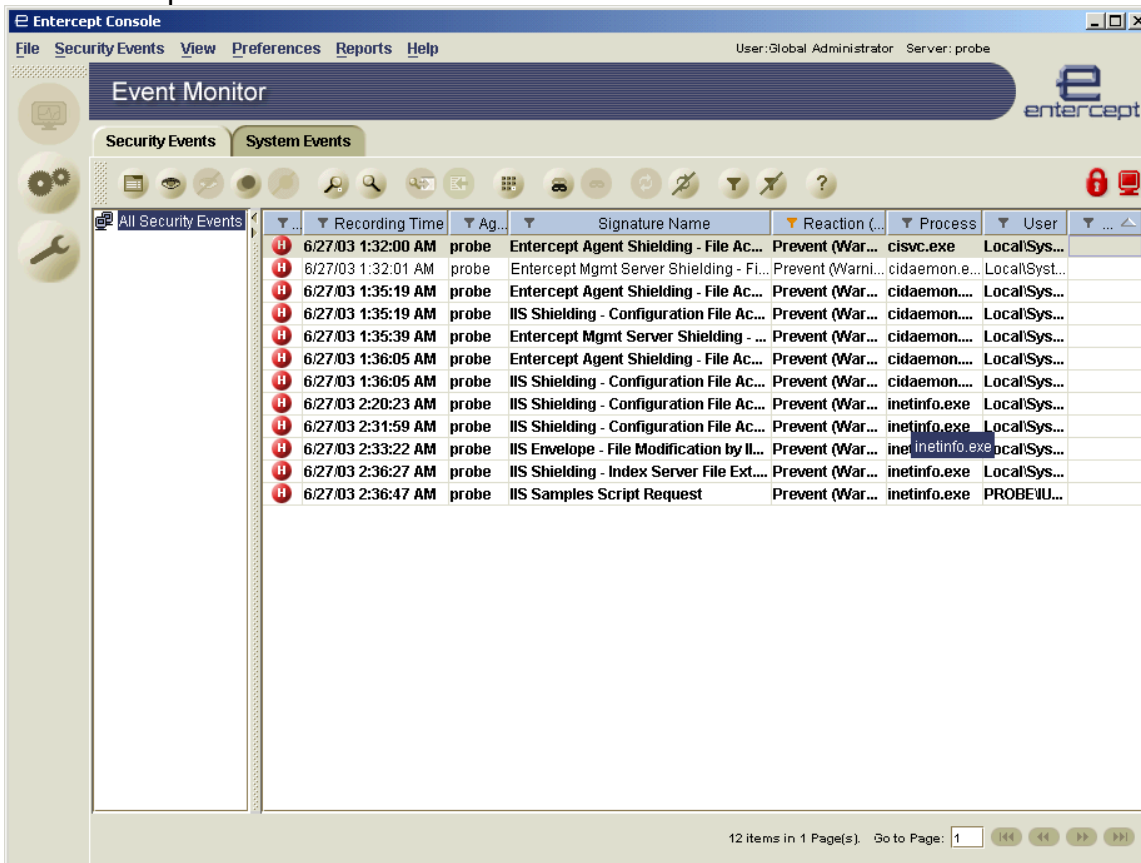 Entercept Console
File Security Events View Preferences Reports Help User:Global Administrator Server: probe
Event Monitor
entercept
Security Events System Events
All Security Events
... Recording Time Ag... Signature Name Reaction (... Process User ...
H 6/27/03 1:32:00 AM probe Entercept Agent Shielding - File Ac... Prevent (War... cisvc.exe Local\Sys...
H 6/27/03 1:32:01 AM probe Entercept Mgmt Server Shielding - Fi... Prevent (Warni... cidaemon.e... Local\Syst...
H 6/27/03 1:35:19 AM probe Entercept Agent Shielding - File Ac... Prevent (War... cidaemon.... Local\Sys...
H 6/27/03 1:35:19 AM probe IIS Shielding - Configuration File Ac... Prevent (War... cidaemon.... Local\Sys...
H 6/27/03 1:35:39 AM probe Entercept Mgmt Server Shielding - ... Prevent (War... cidaemon.... Local\Sys...
H 6/27/03 1:36:05 AM probe Entercept Agent Shielding - File Ac... Prevent (War... cidaemon.... Local\Sys...
H 6/27/03 1:36:05 AM probe IIS Shielding - Configuration File Ac... Prevent (War... cidaemon.... Local\Sys...
H 6/27/03 2:20:23 AM probe IIS Shielding - Configuration File Ac... Prevent (War... inetinfo.exe Local\Sys...
H 6/27/03 2:31:59 AM probe IIS Shielding - Configuration File Ac... Prevent (War... inetinfo.exe Local\Sys...
H 6/27/03 2:33:22 AM probe IIS Envelope - File Modification by II... Prevent (War... inetinfo.exe
H 6/27/03 2:36:27 AM probe IIS Shielding - Index Server File Ext.... Prevent (War... inetinfo.exe Local\Sys...
H 6/27/03 2:36:47 AM probe IIS Samples Script Request Prevent (War... inetinfo.exe PROBE\IU...
12 items in 1 Page(s). Go to Page: 1